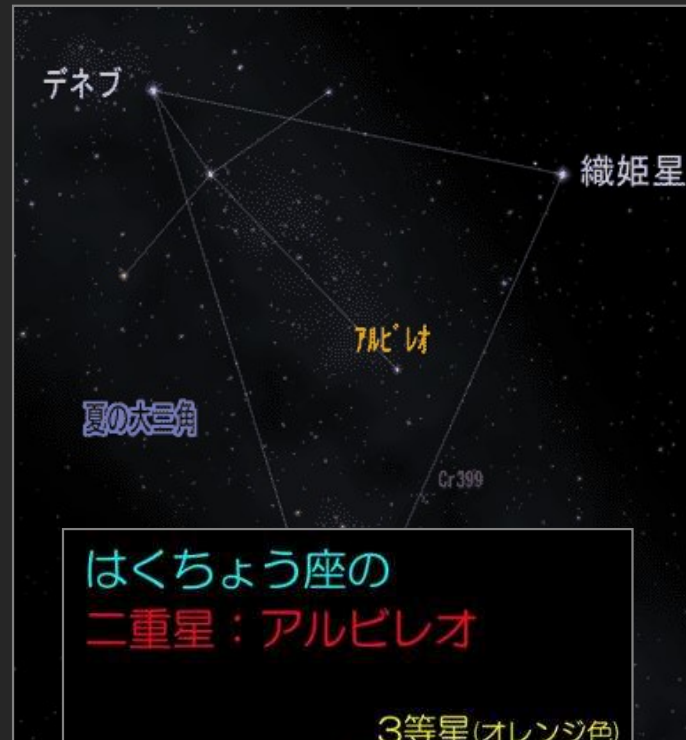 デネブ
織姫星
アルビレオ
夏の大三角
Cr399
はくちょう座の
二重星：アルビレオ
3等星(オレンジ色)